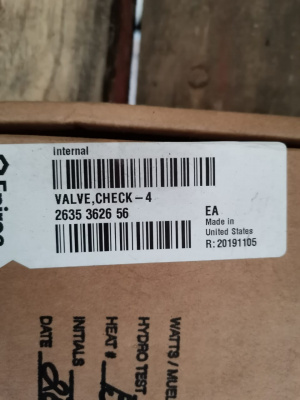 internal
VALVE,CHECK-4
2635 3626 56
EA
Made in
United States
R: 20191105
WATTS / MUEL
HYDRO TEST
HEAT #
INITIALS
DATE